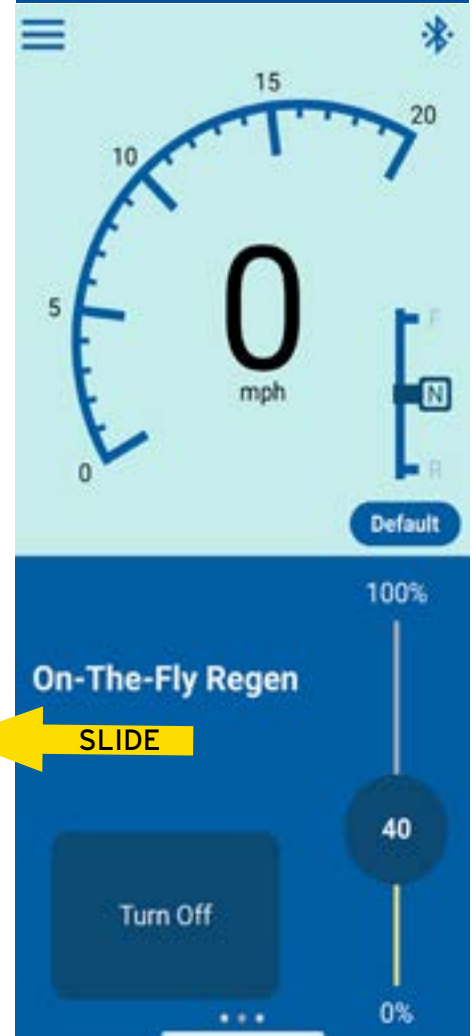 15
20
10
5
0
mph
F
N
0
R
Default
100%
On-The-Fly Regen
SLIDE
40
Turn Off
0%